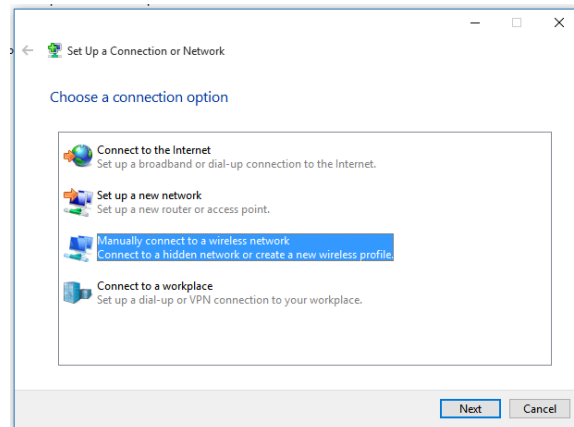 Set Up a Connection or Network
Choose a connection option
Connect to the Internet
Set up a broadband or dial-up connection to the Internet.
Set up a new network
Set up a new router or access point.
Manually connect to a wireless network
Connect to a hidden network or create a new wireless profile.
Connect to a workplace
Set up a dial-up or VPN connection to your workplace.
Next Cancel